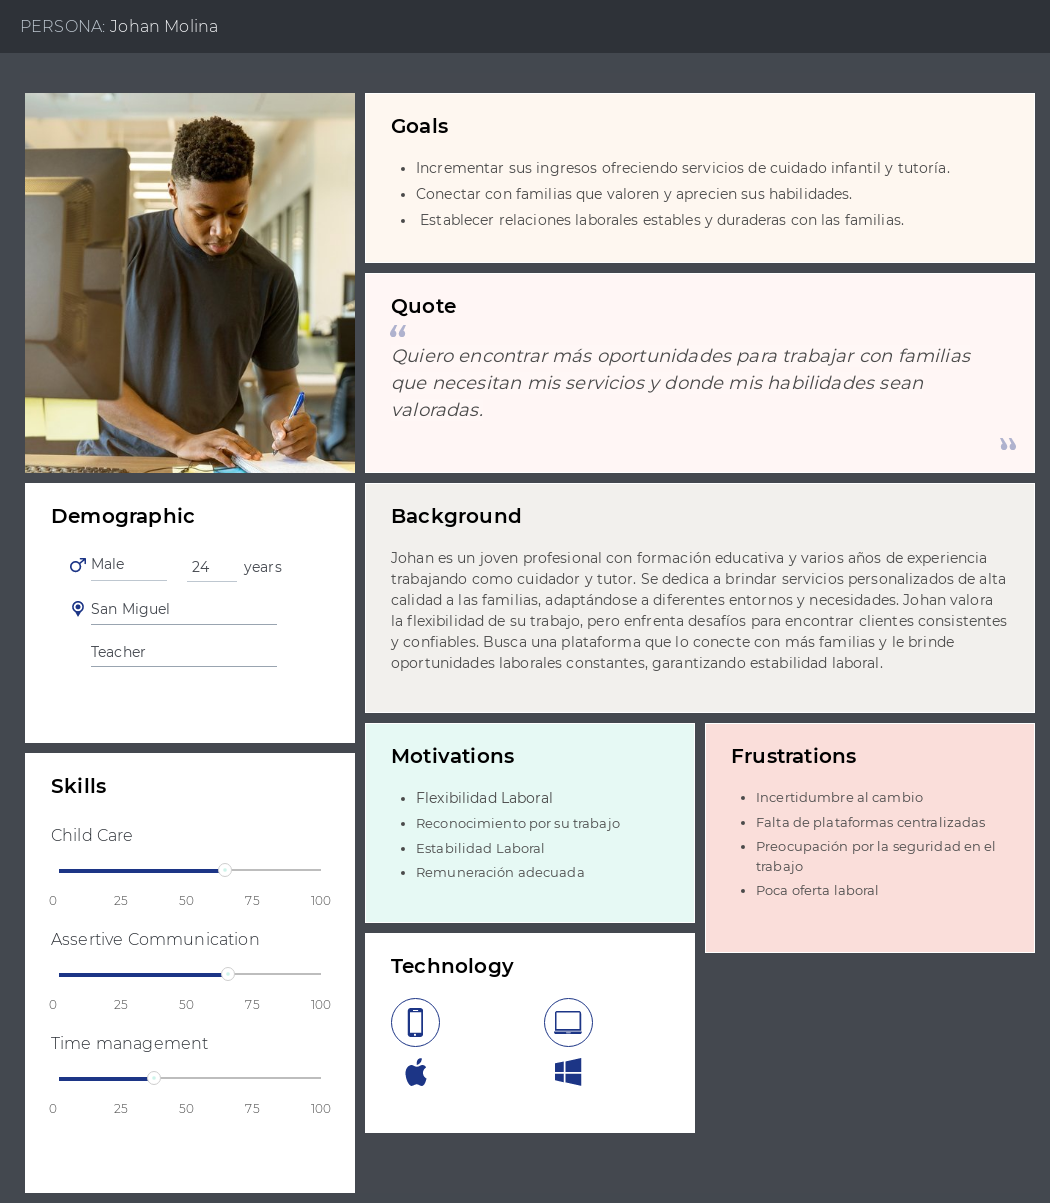 PERSONA: Johan Molina
Goals
• Incrementar sus ingresos ofreciendo servicios de cuidado infantil y tutoría.
• Conectar con familias que valoren y aprecien sus habilidades.
• Establecer relaciones laborales estables y duraderas con las familias.
Quote
“
Quiero encontrar más oportunidades para trabajar con familias
que necesitan mis servicios y donde mis habilidades sean
valoradas.
”
Demographic
Male 24 years
San Miguel
Teacher
Background
Johan es un joven profesional con formación educativa y varios años de experiencia
trabajando como cuidador y tutor. Se dedica a brindar servicios personalizados de alta
calidad a las familias, adaptándose a diferentes entornos y necesidades. Johan valora
la flexibilidad de su trabajo, pero enfrenta desafíos para encontrar clientes consistentes
y confiables. Busca una plataforma que lo conecte con más familias y le brinde
oportunidades laborales constantes, garantizando estabilidad laboral.
Skills
Child Care
0 25 50 75 100
Assertive Communication
0 25 50 75 100
Time management
0 25 50 75 100
Motivations
• Flexibilidad Laboral
• Reconocimiento por su trabajo
• Estabilidad Laboral
• Remuneración adecuada
Frustrations
• Incertidumbre al cambio
• Falta de plataformas centralizadas
• Preocupación por la seguridad en el
trabajo
• Poca oferta laboral
Technology